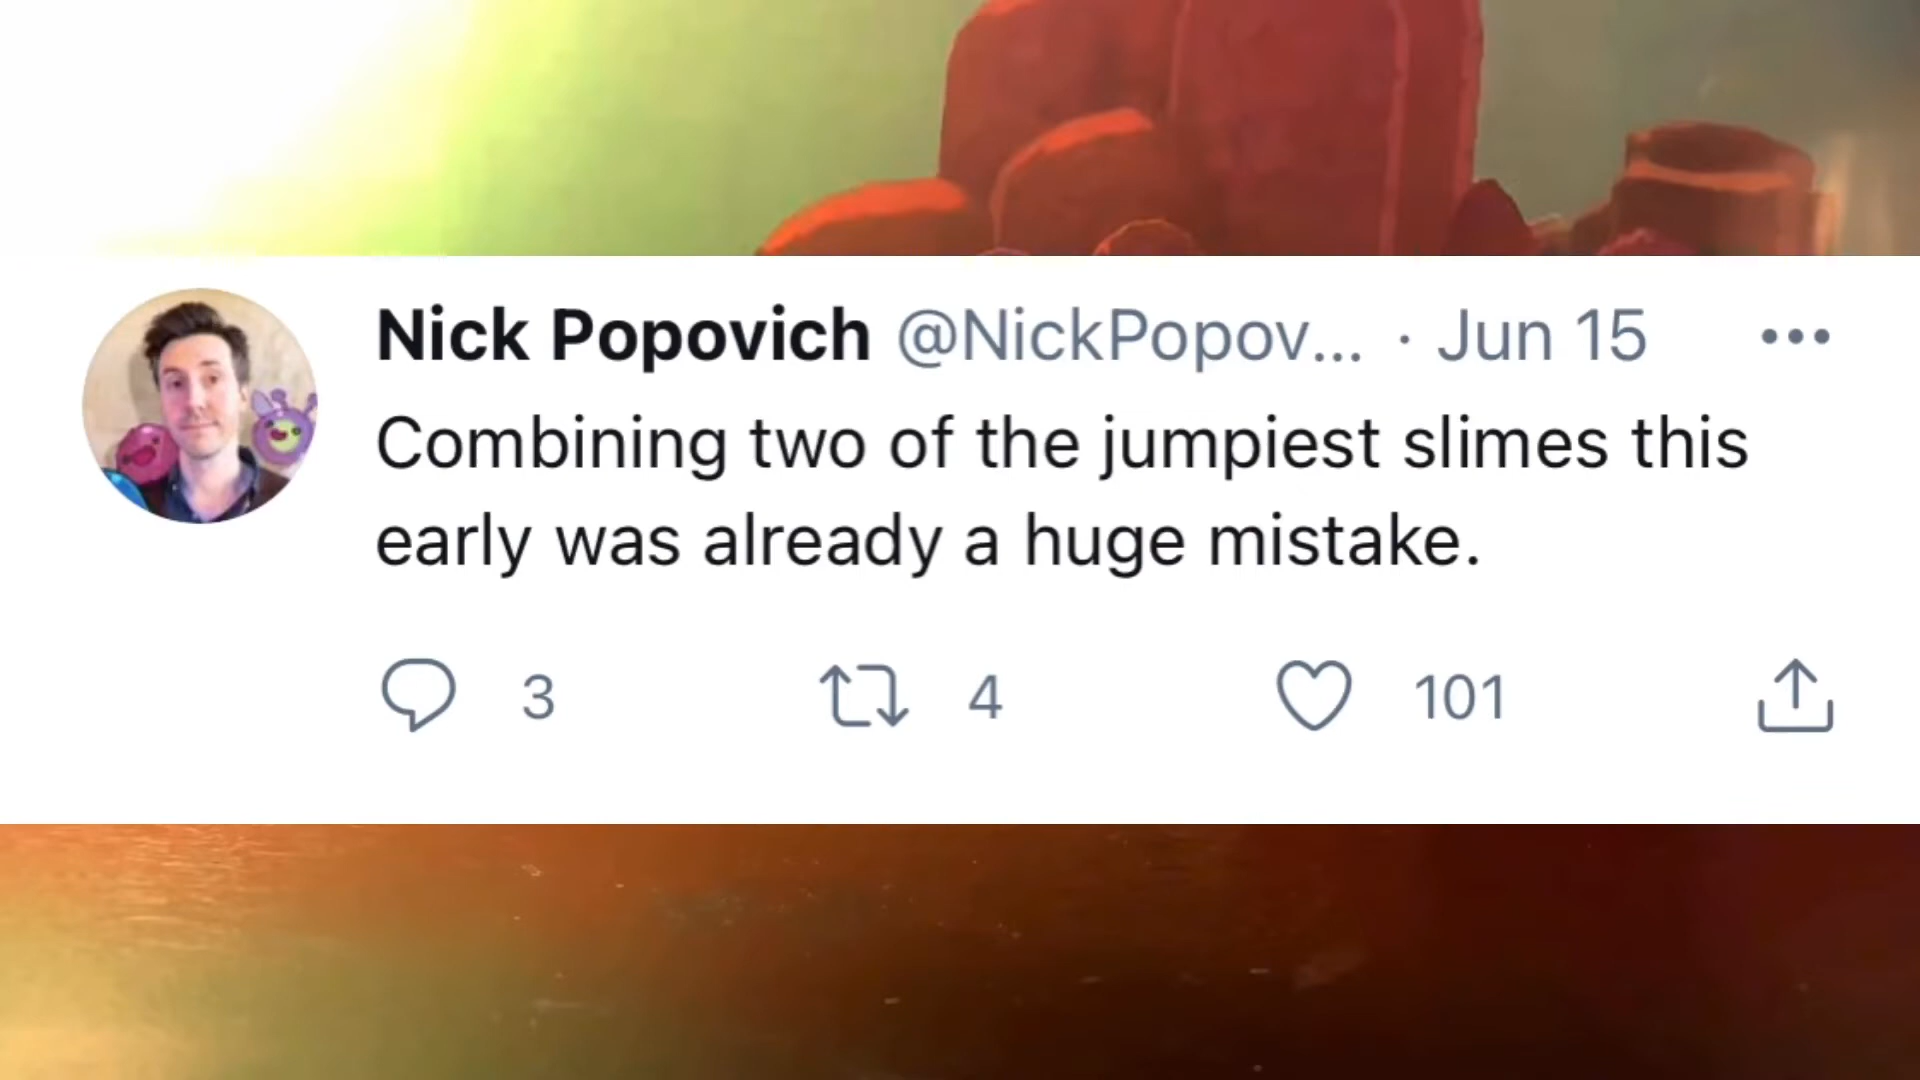 Nick Popovich @NickPopov... · Jun 15
Combining two of the jumpiest slimes this
early was already a huge mistake.
3 4 101